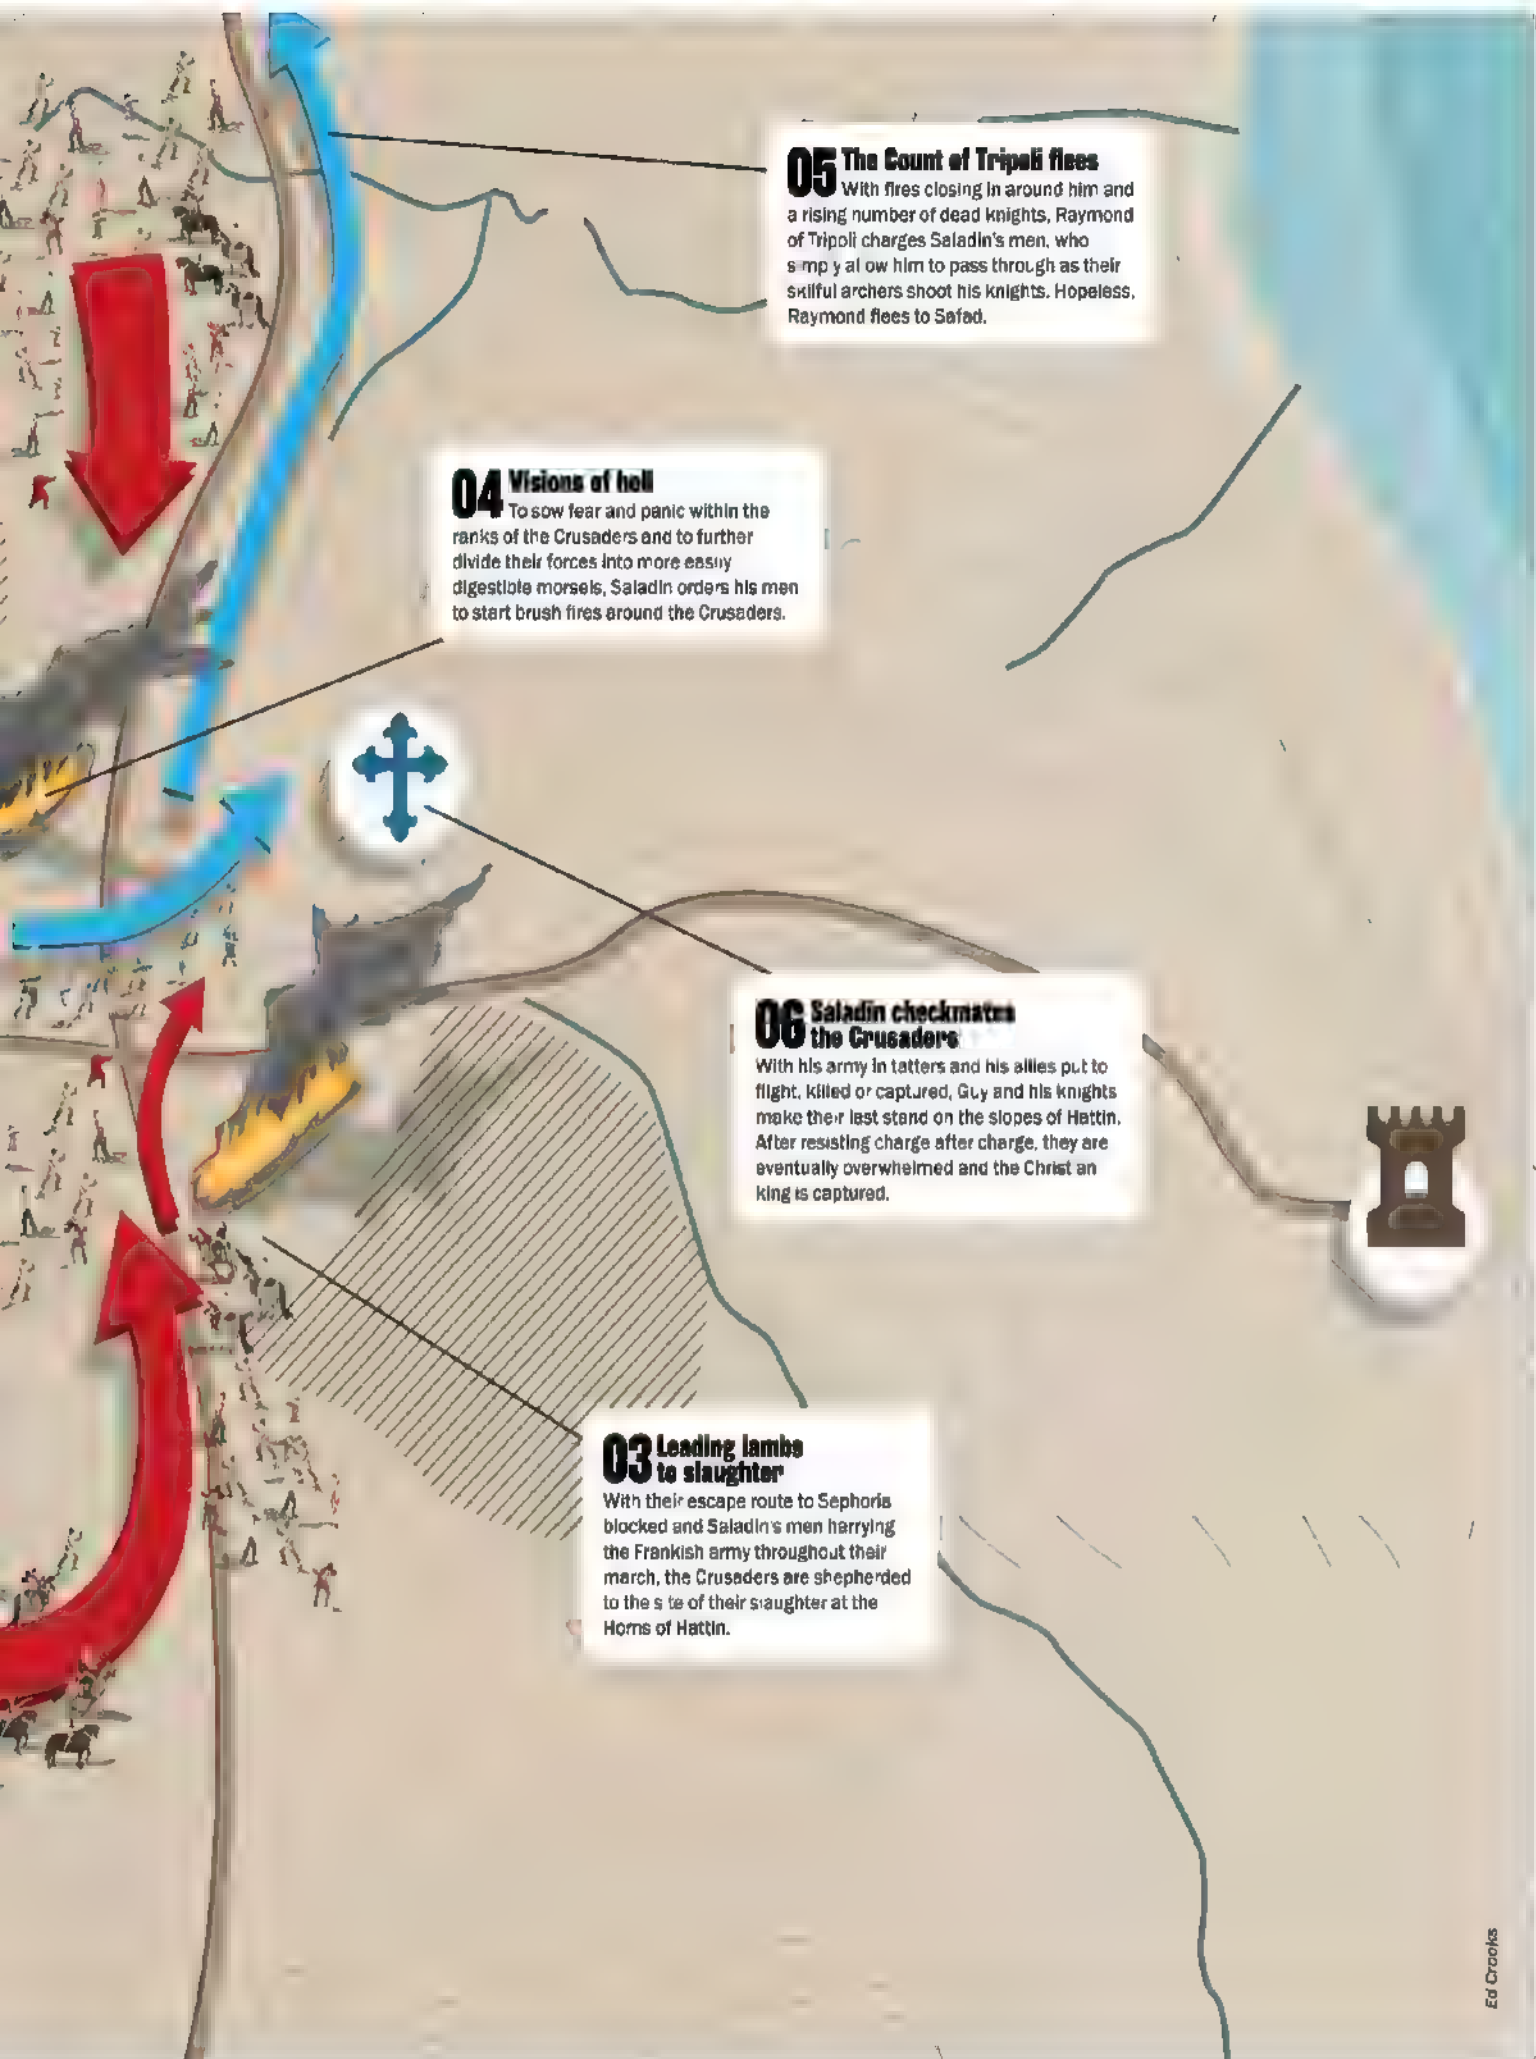 05 The Count of Tripoli flees
With fires closing in around him and
a rising number of dead knights, Raymond
of Tripoli charges Saladin's men, who
simply allow him to pass through as their
skilful archers shoot his knights. Hopeless,
Raymond flees to Safad.
04 Visions of hell
To sow fear and panic within the
ranks of the Crusaders and to further
divide their forces into more easily
digestible morsels, Saladin orders his men
to start brush fires around the Crusaders.
06 Saladin checkmates
the Crusaders
With his army in tatters and his allies put to
flight, killed or captured, Guy and his knights
make their last stand on the slopes of Hattin.
After resisting charge after charge, they are
eventually overwhelmed and the Christian
king is captured.
03 Leading lambs
to slaughter
With their escape route to Sephoria
blocked and Saladin's men harrying
the Frankish army throughout their
march, the Crusaders are shepherded
to the site of their slaughter at the
Horns of Hattin.
Ed Crooks